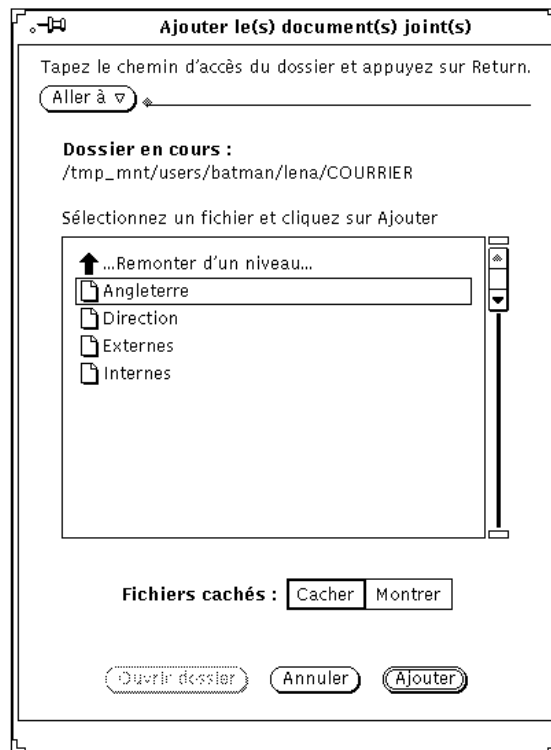 Ajouter le(s) document(s) joint(s)
Tapez le chemin d'accès du dossier et appuyez sur Return.
Aller à
Dossier en cours :
/tmp_mnt/users/batman/lena/COURRIER
Sélectionnez un fichier et cliquez sur Ajouter
...Remonter d'un niveau...
Angleterre
Direction
Externes
Internes
Fichiers cachés : Cacher Montrer
Ouvrir dossier Annuler Ajouter